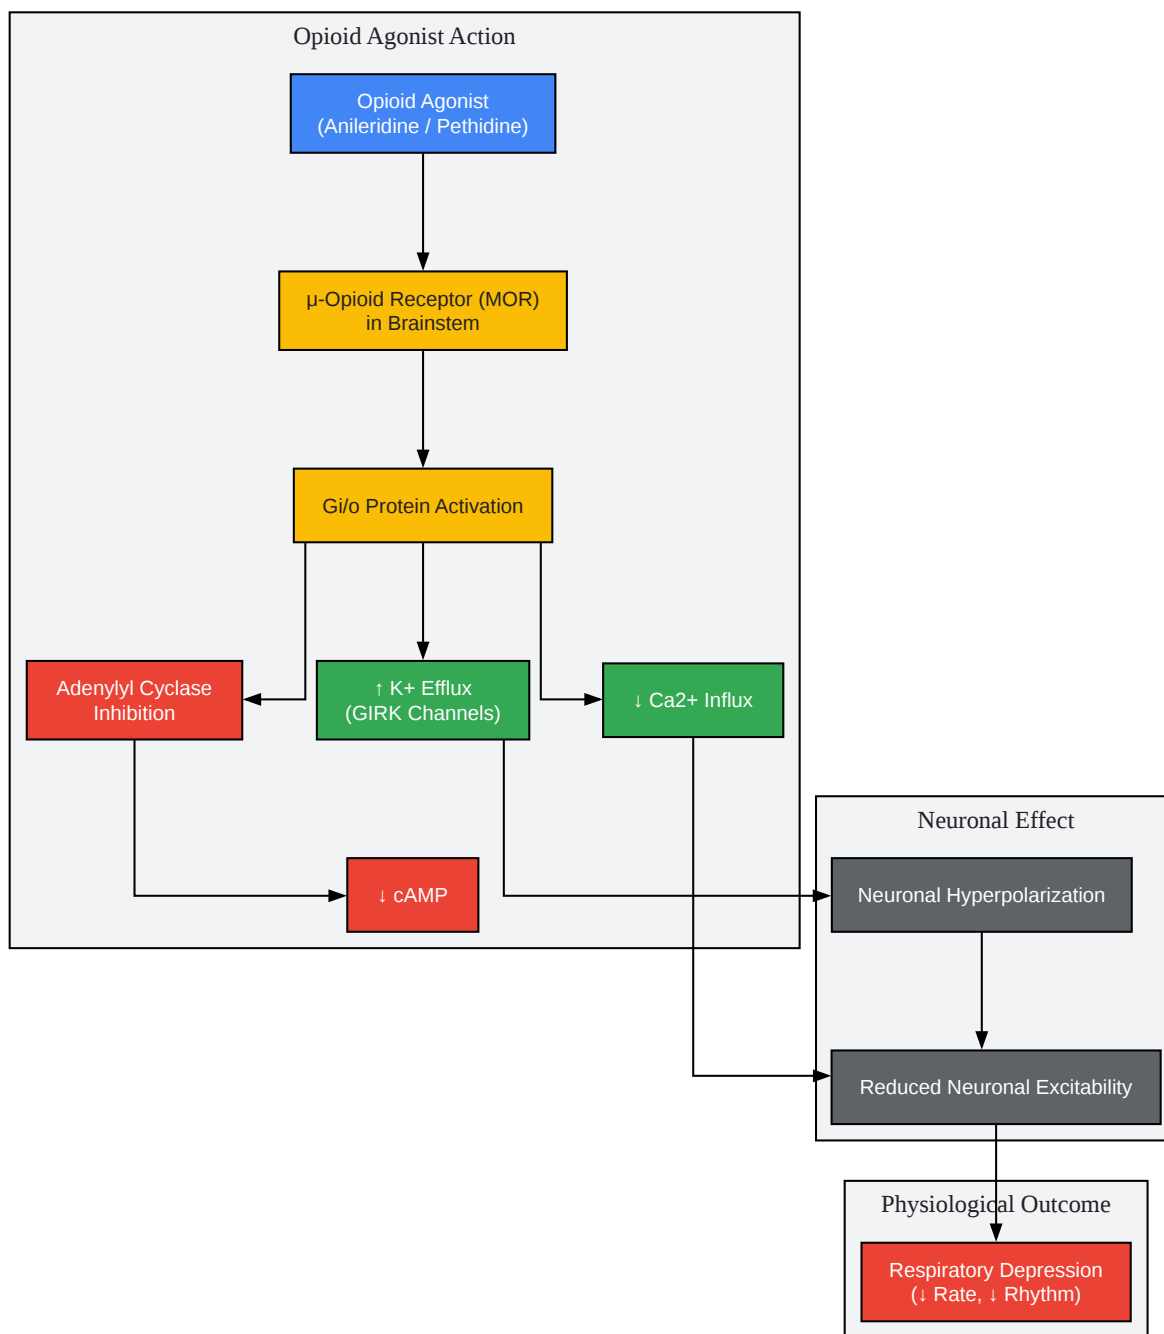 Opioid Agonist Action
Opioid Agonist
(Anileridine / Pethidine)
μ-Opioid Receptor (MOR)
in Brainstem
Gi/o Protein Activation
Adenylyl Cyclase
Inhibition
↑ K+ Efflux
(GIRK Channels)
↓ Ca2+ Influx
↓ cAMP
Neuronal Effect
Neuronal Hyperpolarization
Reduced Neuronal Excitability
Physiological Outcome
Respiratory Depression
(↓ Rate, ↓ Rhythm)